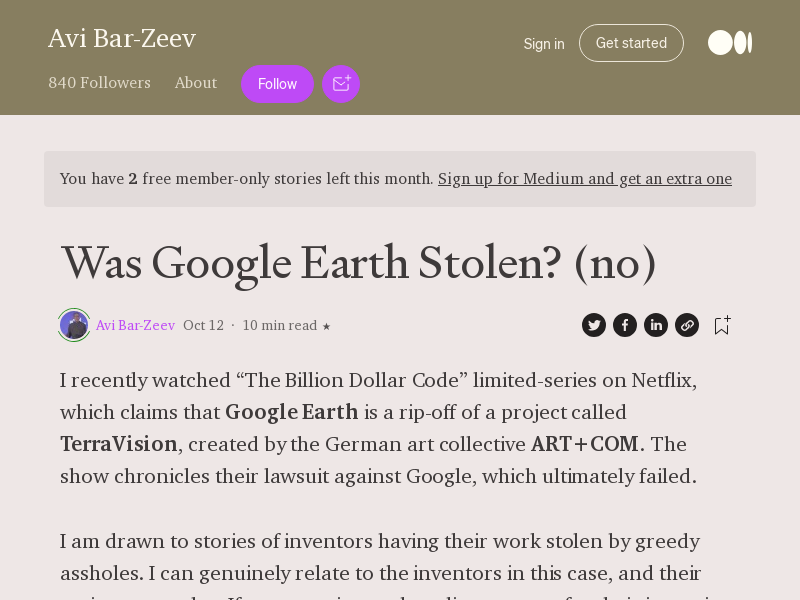 Avi Bar-Zeev
Sign in
Get started
840 Followers
About
Follow
You have 2 free member-only stories left this month. Sign up for Medium and get an extra one
Was Google Earth Stolen? (no)
Avi Bar-Zeev Oct 12 · 10 min read ★
I recently watched “The Billion Dollar Code” limited-series on Netflix,
which claims that Google Earth is a rip-off of a project called
TerraVision, created by the German art collective ART+COM. The
show chronicles their lawsuit against Google, which ultimately failed.
I am drawn to stories of inventors having their work stolen by greedy
assholes. I can genuinely relate to the inventors in this case, and their